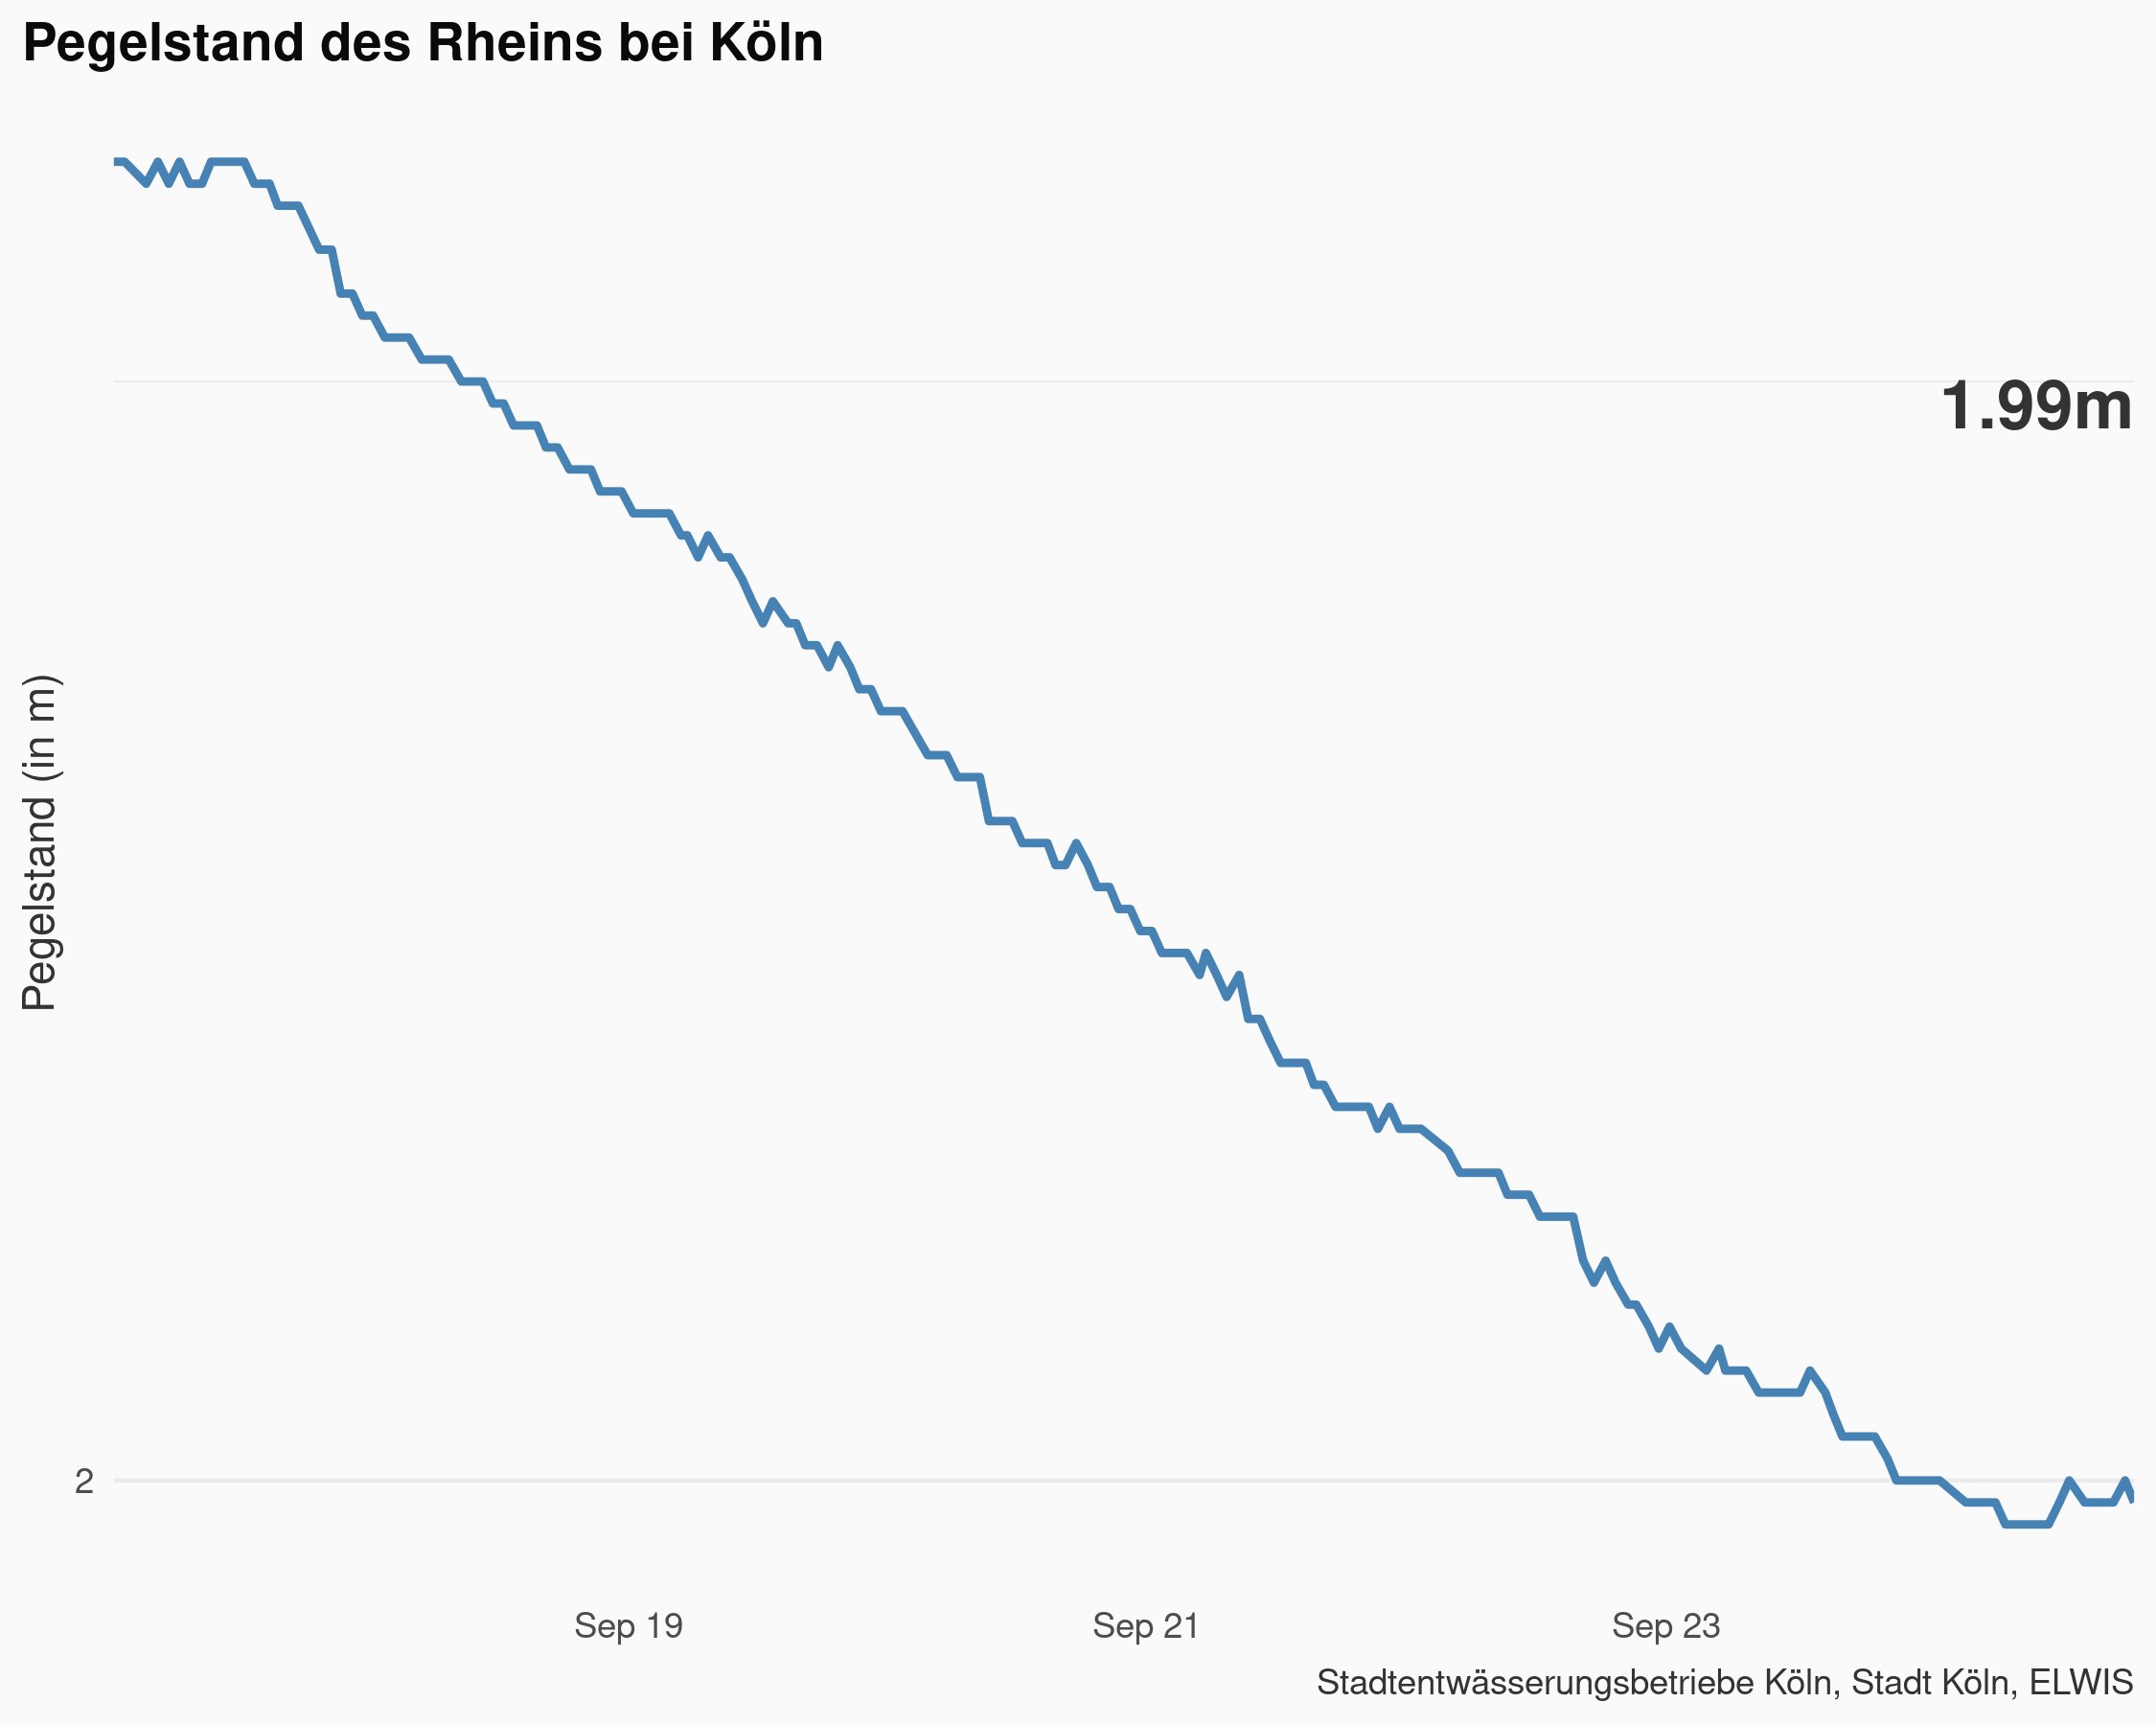 Pegelstand des Rheins bei Köln
1.99m
Pegelstand (in m)
2
Sep 19
Sep 21
Sep 23
Stadtentwässerungsbetriebe Köln, Stadt Köln, ELWIS